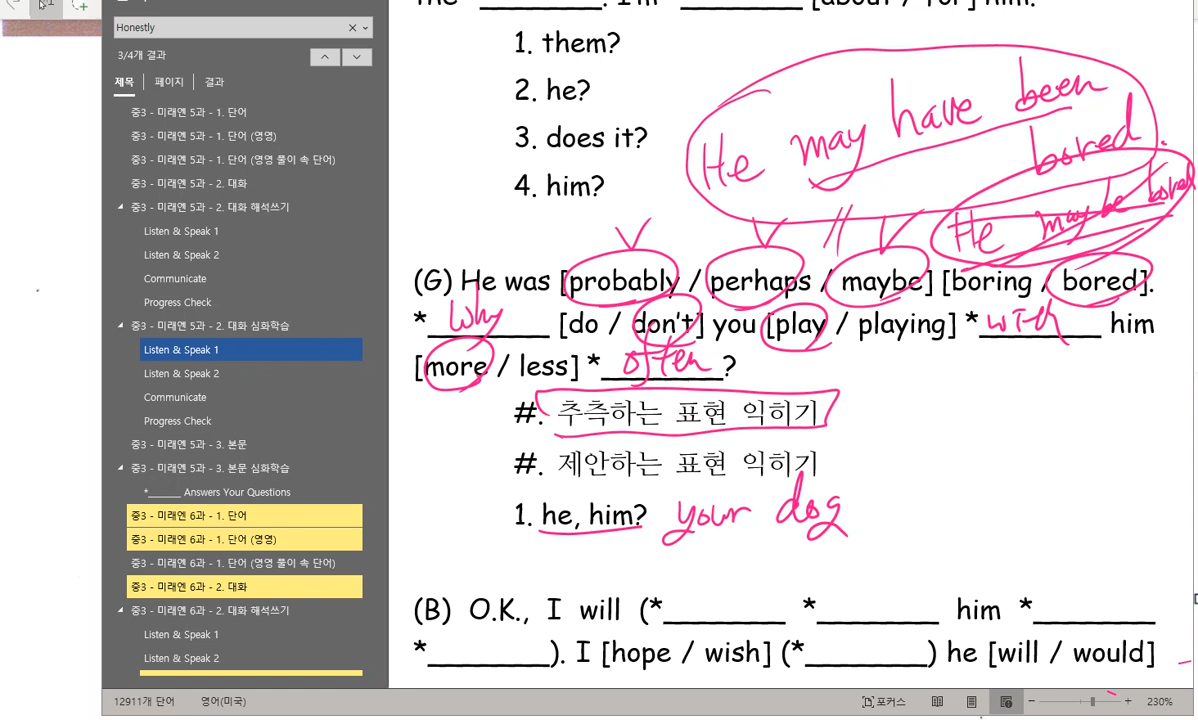 Honestly
3/4개 결과
제목 페이지 결과
중3 - 미래엔 5과 - 1. 단어
중3 - 미래엔 5과 - 1. 단어 (영영)
중3 - 미래엔 5과 - 1. 단어 (영영 풀이 속 단어)
중3 - 미래엔 5과 - 2. 대화
중3 - 미래엔 5과 - 2. 대화 해석쓰기
Listen & Speak 1
Listen & Speak 2
Communicate
Progress Check
중3 - 미래엔 5과 - 2. 대화 심화학습
Listen & Speak 1
Listen & Speak 2
Communicate
Progress Check
중3 - 미래엔 5과 - 3. 본문
중3 - 미래엔 5과 - 3. 본문 심화학습
*______ Answers Your Questions
중3 - 미래엔 6과 - 1. 단어
중3 - 미래엔 6과 - 1. 단어 (영영)
중3 - 미래엔 6과 - 1. 단어 (영영 풀이 속 단어)
중3 - 미래엔 6과 - 2. 대화
중3 - 미래엔 6과 - 2. 대화 해석쓰기
Listen & Speak 1
Listen & Speak 2
The ________. I'm ________ [about / for] him.
1. them?
2. he?
3. does it?
4. him?
He may have been
bored.
He may be bored
(G) He was [probably / perhaps / maybe] [boring / bored].
*why [do / don't] you [play / playing] *with him
[more / less] *often?
#. 추측하는 표현 익히기
#. 제안하는 표현 익히기
1. he, him? your dog
(B) O.K., I will (*________ *________ him *________
*________). I [hope / wish] (*________) he [will / would]
12911개 단어 영어(미국) 포커스 230%